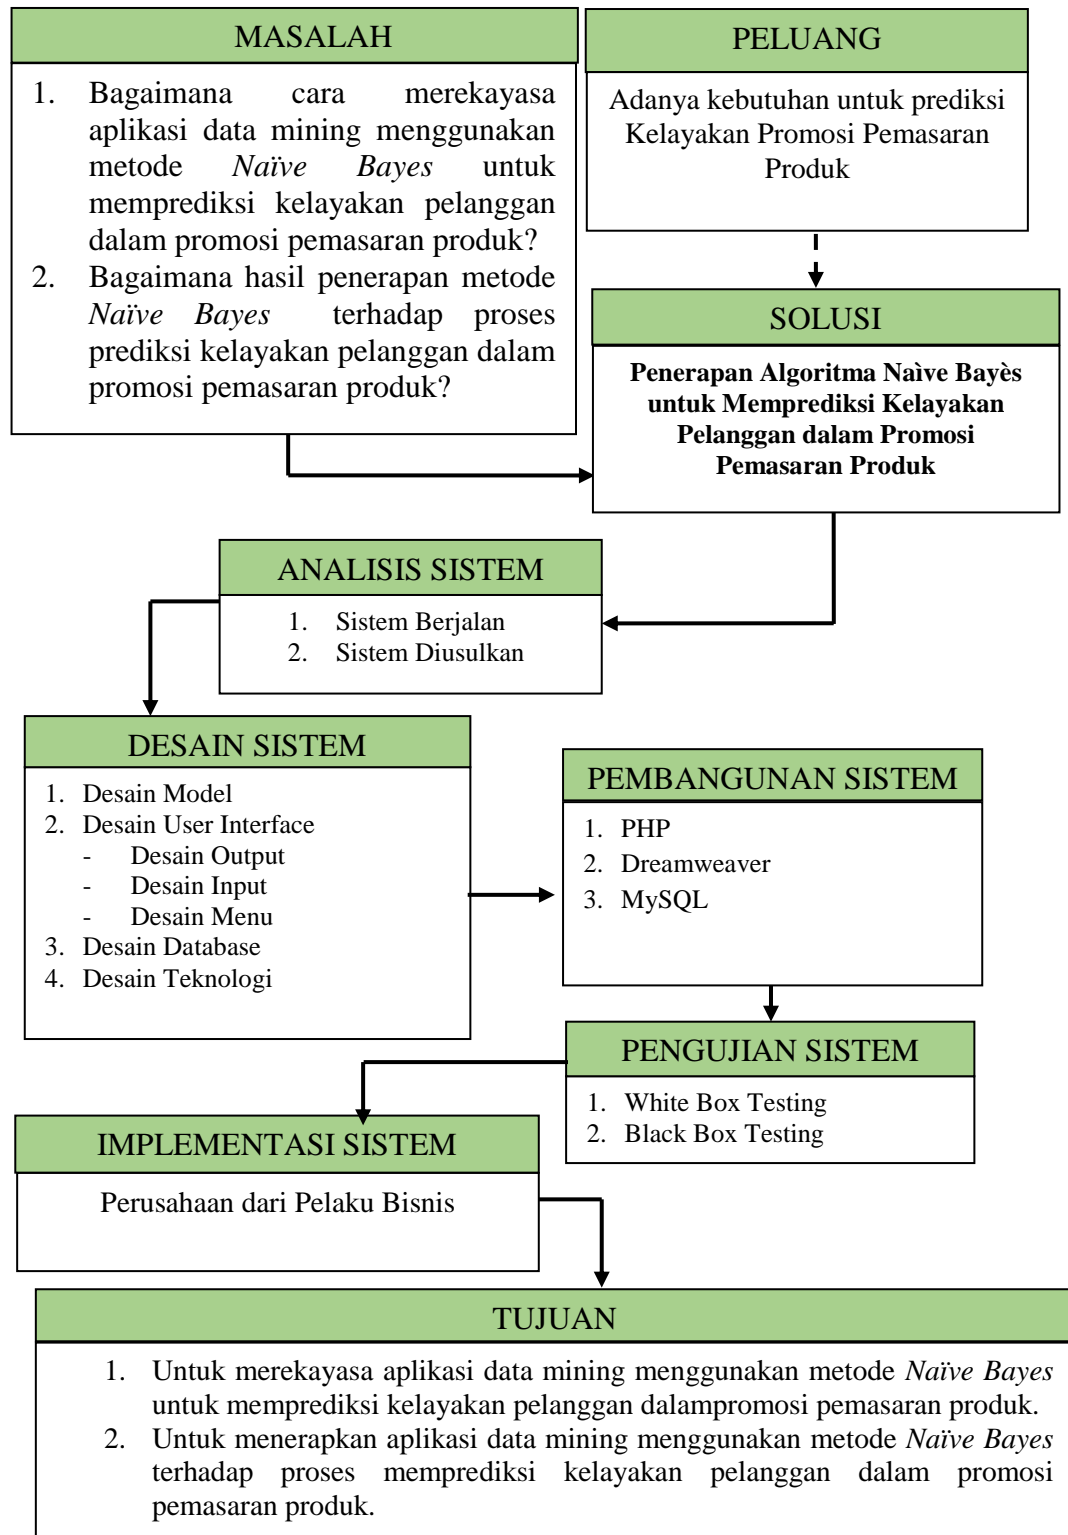 MASALAH
1. Bagaimana cara merekayasa
aplikasi data mining menggunakan
metode Naïve Bayes untuk
memprediksi kelayakan pelanggan
dalam promosi pemasaran produk?
2. Bagaimana hasil penerapan metode
Naïve Bayes terhadap proses
prediksi kelayakan pelanggan dalam
promosi pemasaran produk?
PELUANG
Adanya kebutuhan untuk prediksi
Kelayakan Promosi Pemasaran
Produk
SOLUSI
Penerapan Algoritma Naìve Bayès
untuk Memprediksi Kelayakan
Pelanggan dalam Promosi
Pemasaran Produk
ANALISIS SISTEM
1. Sistem Berjalan
2. Sistem Diusulkan
DESAIN SISTEM
1. Desain Model
2. Desain User Interface
- Desain Output
- Desain Input
- Desain Menu
3. Desain Database
4. Desain Teknologi
PEMBANGUNAN SISTEM
1. PHP
2. Dreamweaver
3. MySQL
PENGUJIAN SISTEM
1. White Box Testing
2. Black Box Testing
IMPLEMENTASI SISTEM
Perusahaan dari Pelaku Bisnis
TUJUAN
1. Untuk merekayasa aplikasi data mining menggunakan metode Naïve Bayes
untuk memprediksi kelayakan pelanggan dalampromosi pemasaran produk.
2. Untuk menerapkan aplikasi data mining menggunakan metode Naïve Bayes
terhadap proses memprediksi kelayakan pelanggan dalam promosi
pemasaran produk.